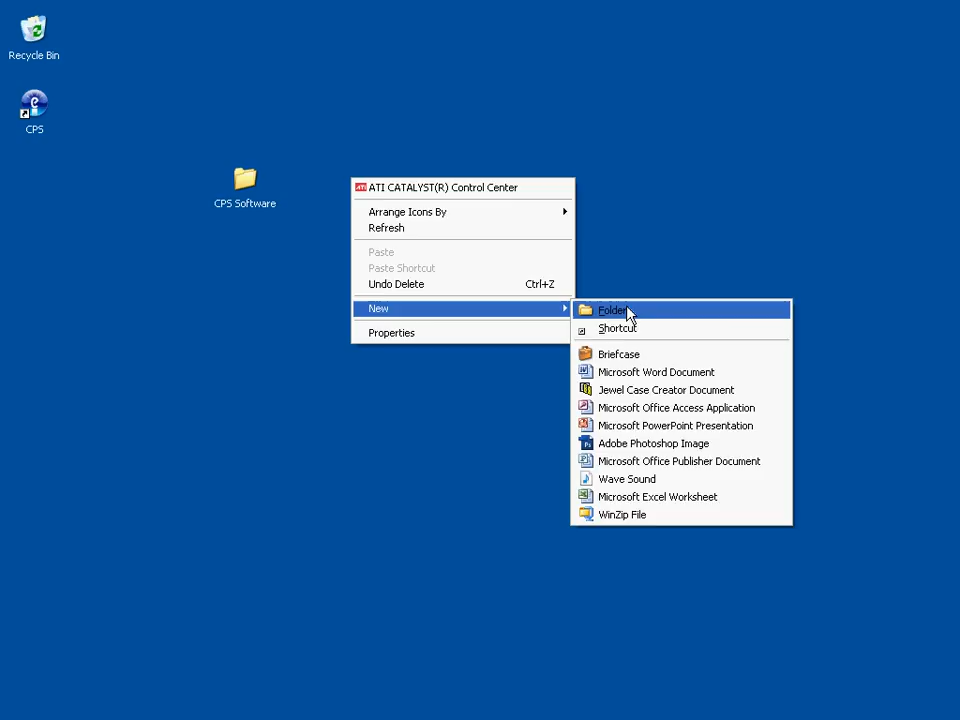 Recycle Bin
CPS
CPS Software
ATI ATI CATALYST(R) Control Center
Arrange Icons By
Refresh
Paste
Paste Shortcut
Undo Delete Ctrl+Z
New
Properties
Folder
Shortcut
Briefcase
Microsoft Word Document
Jewel Case Creator Document
Microsoft Office Access Application
Microsoft PowerPoint Presentation
Adobe Photoshop Image
Microsoft Office Publisher Document
Wave Sound
Microsoft Excel Worksheet
WinZip File